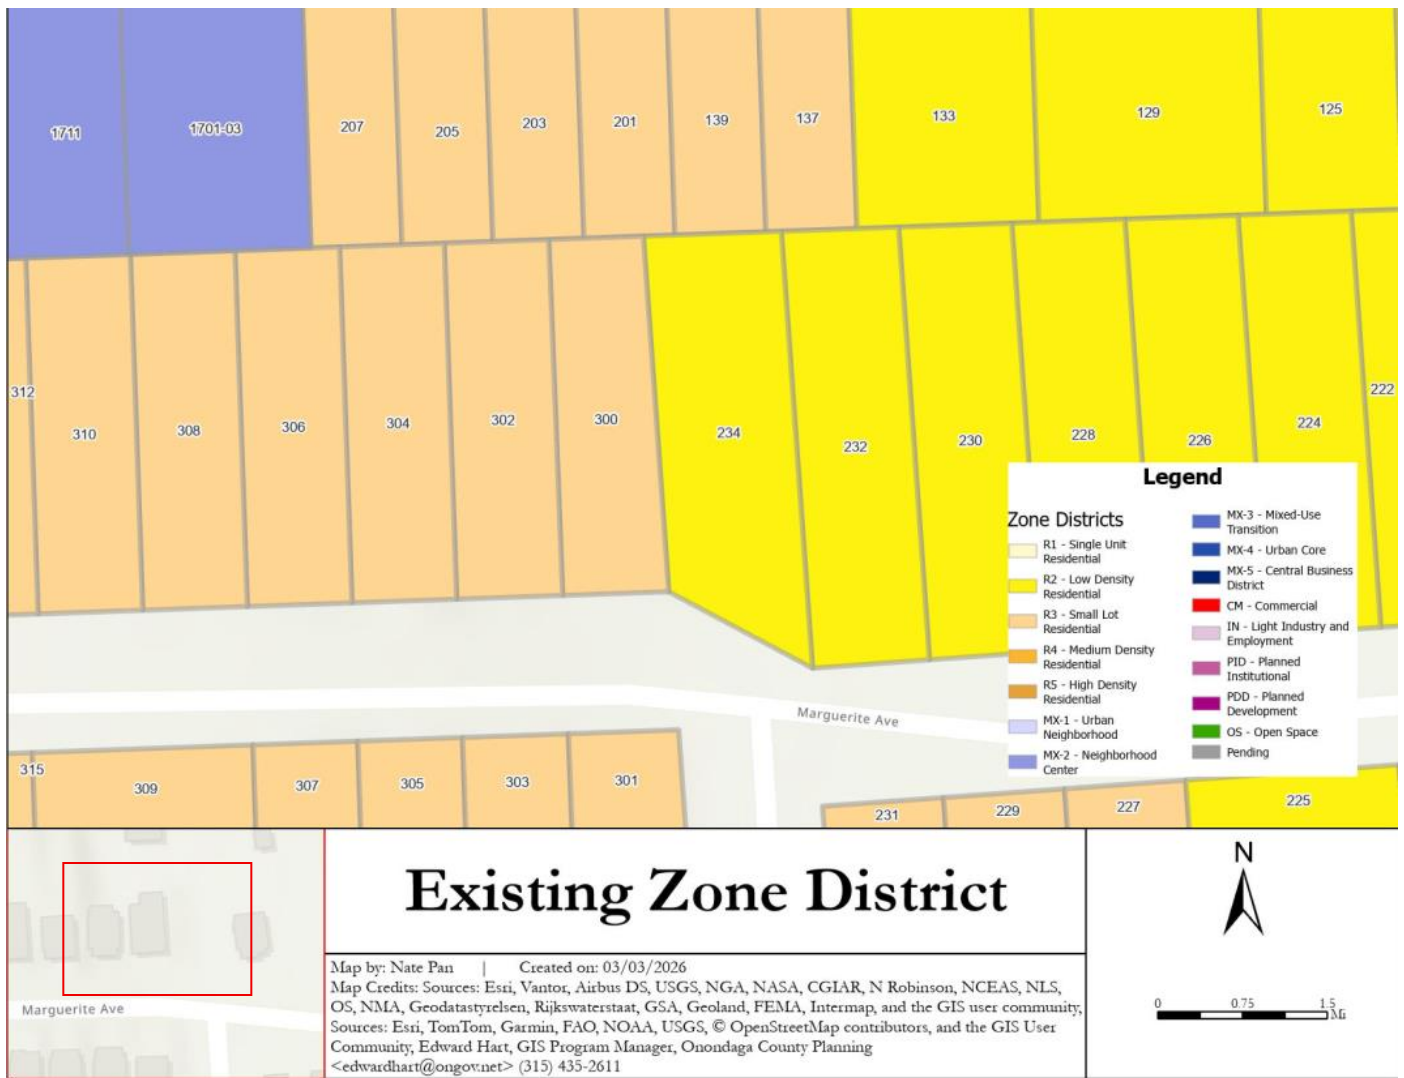 1711
1701-03
207
205
203
201
139
137
133
129
125
312
310
308
306
304
302
300
234
232
230
228
226
224
222
Legend
Zone Districts
R1 - Single Unit
Residential
R2 - Low Density
Residential
R3 - Small Lot
Residential
R4 - Medium Density
Residential
R5 - High Density
Residential
MX-1 - Urban
Neighborhood
MX-2 - Neighborhood
Center
MX-3 - Mixed-Use
Transition
MX-4 - Urban Core
MX-5 - Central Business
District
CM - Commercial
IN - Light Industry and
Employment
PID - Planned
Institutional
PDD - Planned
Development
OS - Open Space
Pending
Marguerite Ave
315
309
307
305
303
301
231
229
227
225
Marguerite Ave
Existing Zone District
Map by: Nate Pan | Created on: 03/03/2026
Map Credits: Sources: Esri, Vantor, Airbus DS, USGS, NGA, NASA, CGIAR, N Robinson, NCEAS, NLS,
OS, NMA, Geodatastyrelsen, Rijkswaterstaat, GSA, Geoland, FEMA, Intermap, and the GIS user community,
Sources: Esri, TomTom, Garmin, FAO, NOAA, USGS, © OpenStreetMap contributors, and the GIS User
Community, Edward Hart, GIS Program Manager, Onondaga County Planning
<edwardhart@ongov.net> (315) 435-2611
N
0 0.75 1.5
Mi